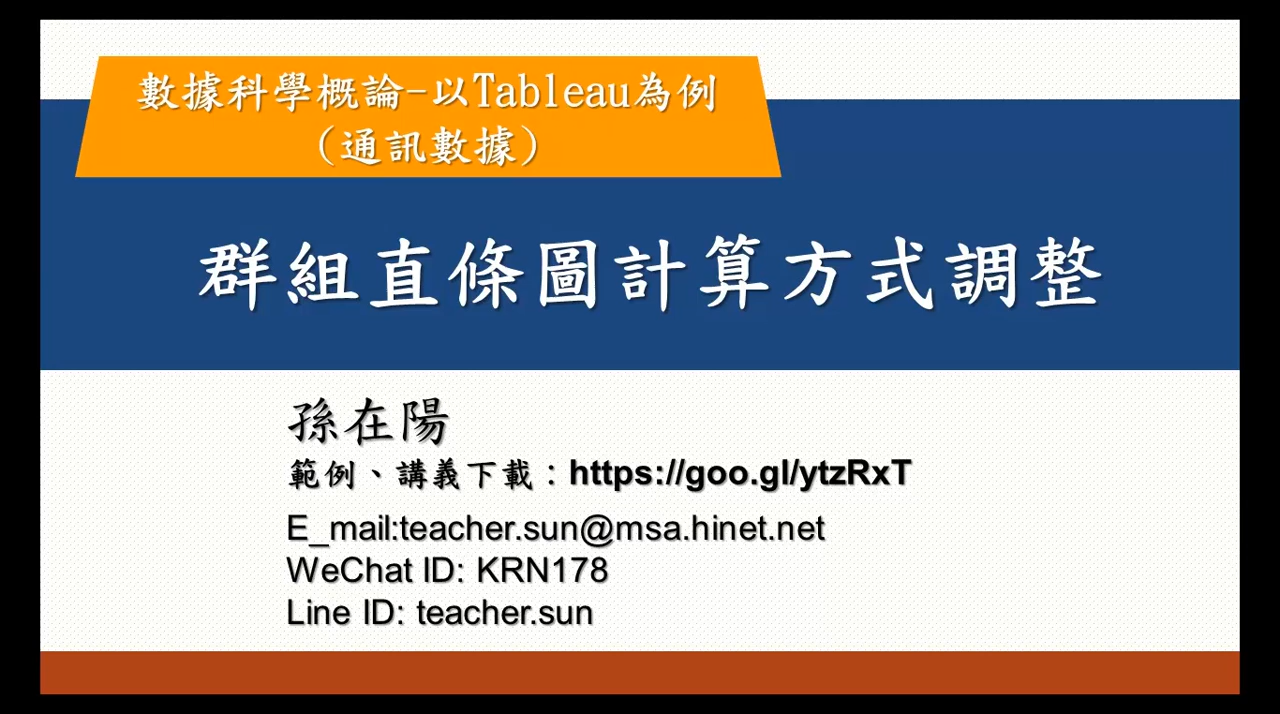 數據科學概論-以Tableau為例
(通訊數據)
群組直條圖計算方式調整
孫在陽
範例、講義下載：https://goo.gl/ytzRxT
E_mail:teacher.sun@msa.hinet.net
WeChat ID: KRN178
Line ID: teacher.sun